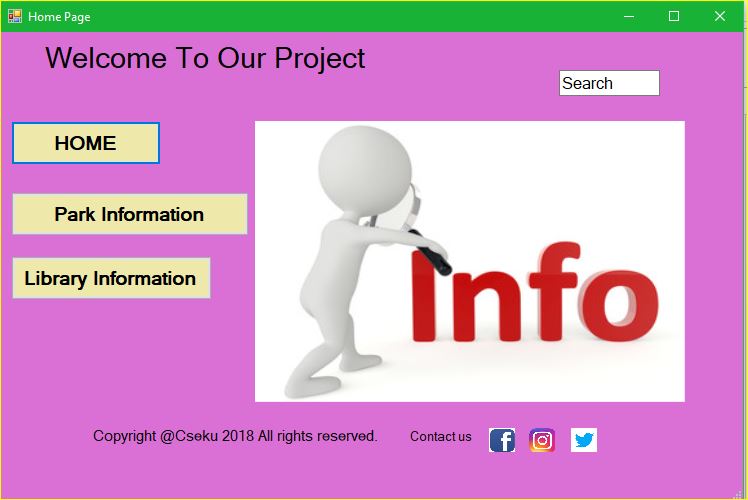 Home Page
Welcome To Our Project
Search
HOME
Park Information
Library Information
Info
Copyright @Cseku 2018 All rights reserved.
Contact us